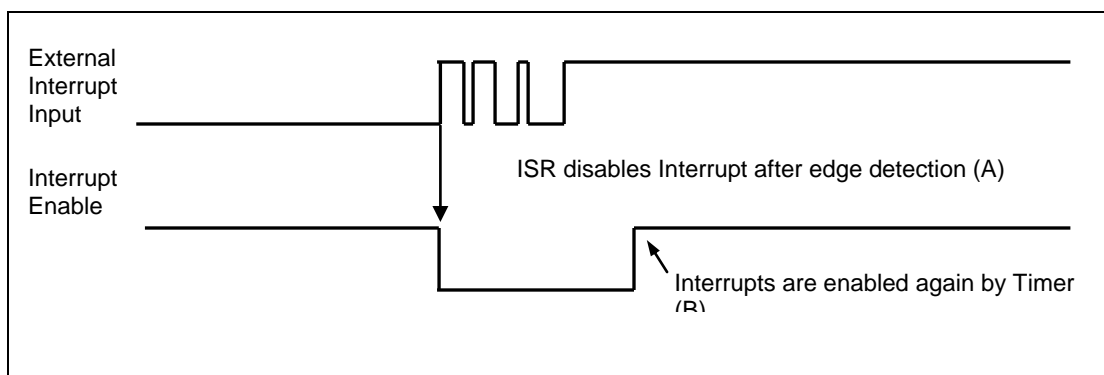 External
Interrupt
Input
ISR disables Interrupt after edge detection (A)
Interrupt
Enable
Interrupts are enabled again by Timer
(B)